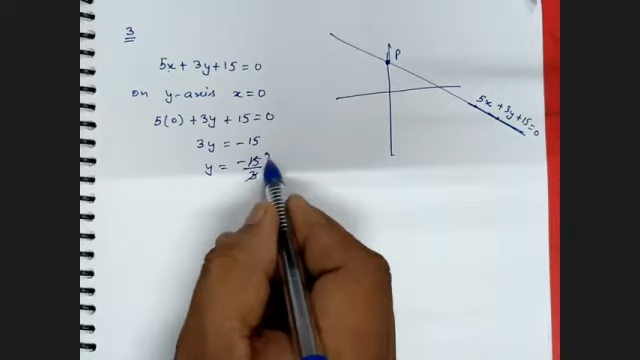 3
5x + 3y + 15 = 0
on y-axis x = 0
5(0) + 3y + 15 = 0
3y = -15
y = -15/3
P
5x + 3y + 15 = 0